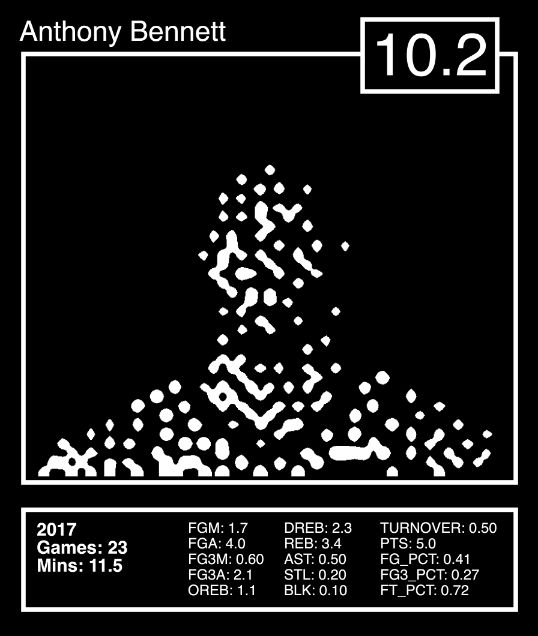 Anthony Bennett
10.2
2017
Games: 23
Mins: 11.5
FGM: 1.7
FGA: 4.0
FG3M: 0.60
FG3A: 2.1
OREB: 1.1
DREB: 2.3
REB: 3.4
AST: 0.50
STL: 0.20
BLK: 0.10
TURNOVER: 0.50
PTS: 5.0
FG_PCT: 0.41
FG3_PCT: 0.27
FT_PCT: 0.72